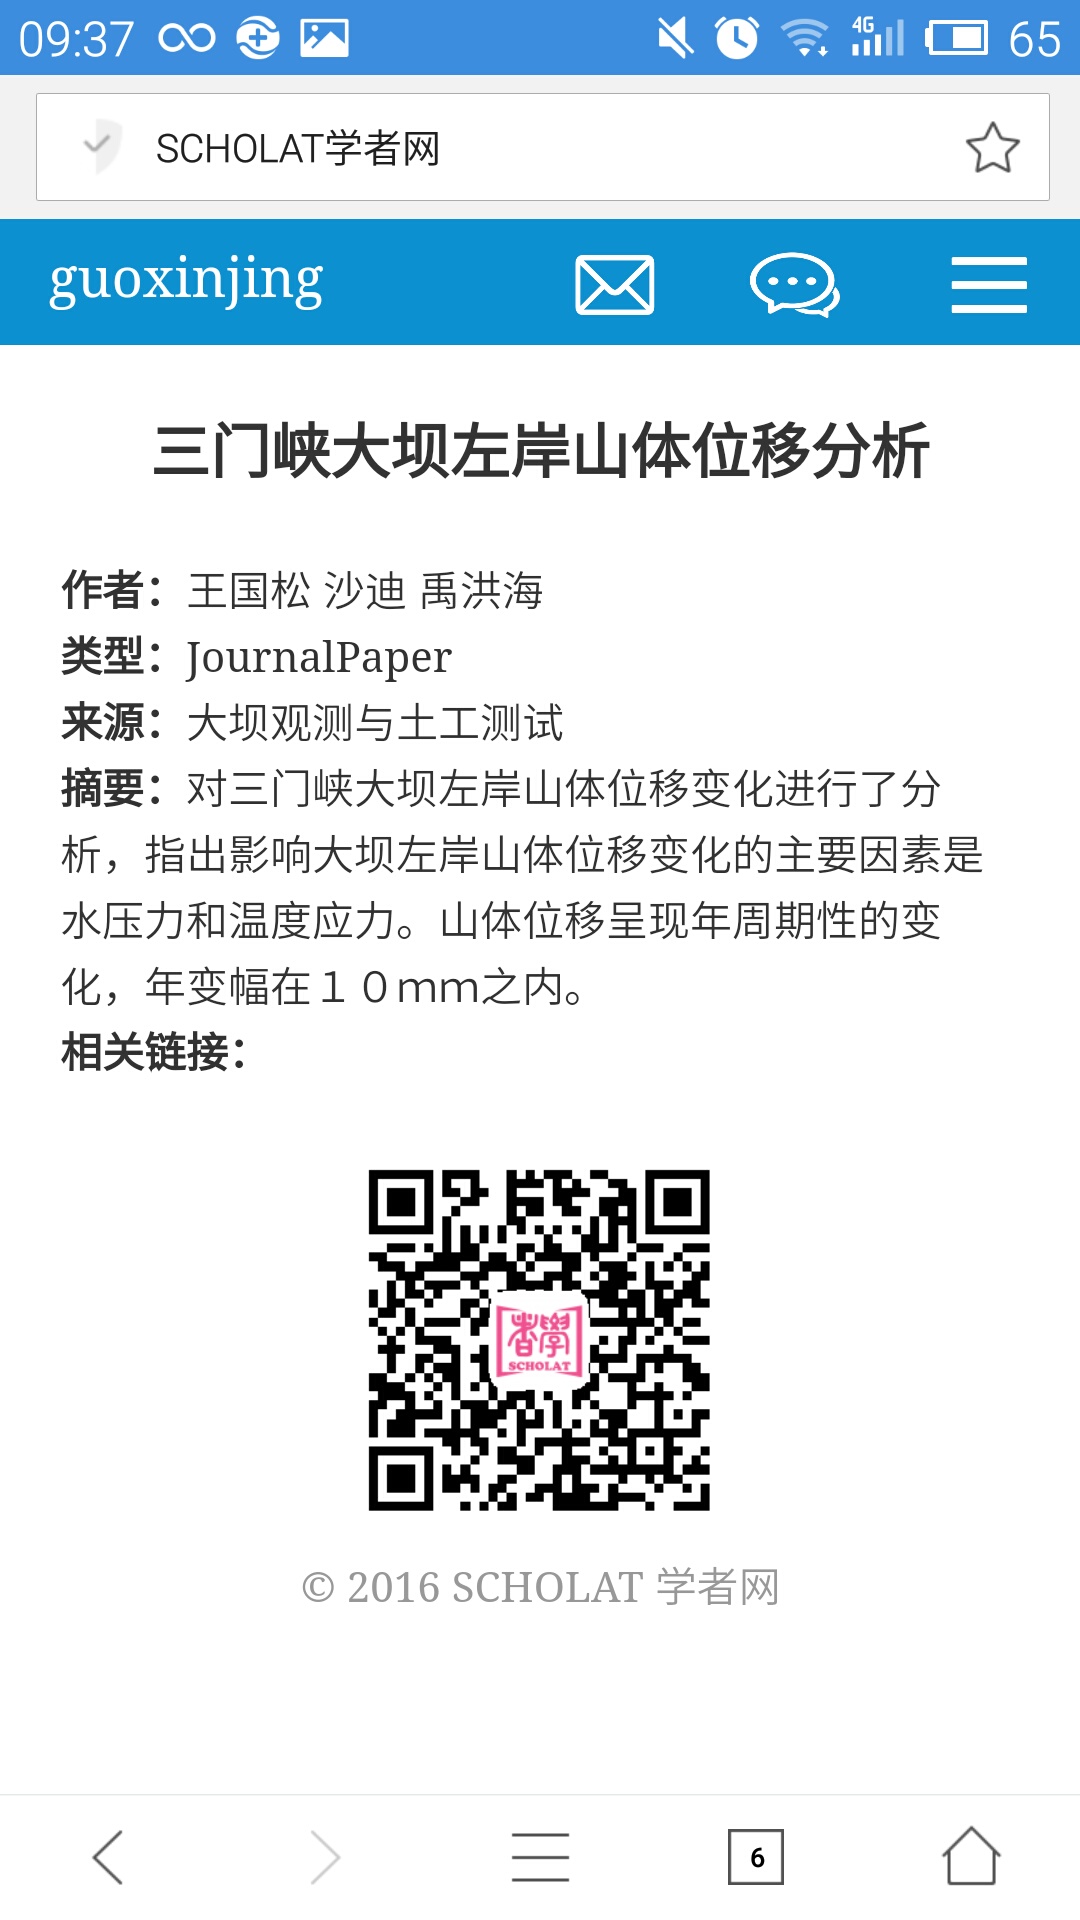 09:37
4G
65
SCHOLAT学者网
guoxinjing
三门峡大坝左岸山体位移分析
作者：王国松 沙迪 禹洪海
类型：JournalPaper
来源：大坝观测与土工测试
摘要：对三门峡大坝左岸山体位移变化进行了分
析，指出影响大坝左岸山体位移变化的主要因素是
水压力和温度应力。山体位移呈现年周期性的变
化，年变幅在１０ｍｍ之内。
相关链接：
者學
SCHOLAT
© 2016 SCHOLAT 学者网
6